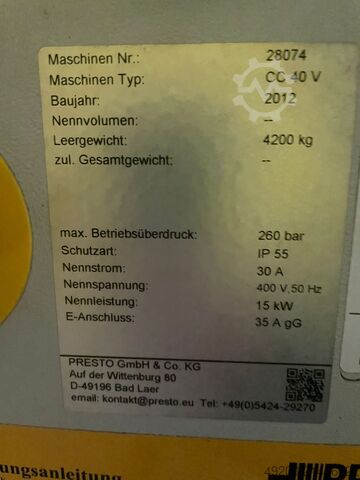 Maschinen Nr.: 28074
Maschinen Typ: CC 40 V
Baujahr: 2012
Nennvolumen: --
Leergewicht: 4200 kg
zul. Gesamtgewicht: --
max. Betriebsüberdruck: 260 bar
Schutzart: IP 55
Nennstrom: 30 A
Nennspannung: 400 V,50 Hz
Nennleistung: 15 kW
E-Anschluss: 35 A gG
PRESTO GmbH & Co. KG
Auf der Wittenburg 80
D-49196 Bad Laer
email: kontakt@presto.eu Tel: +49(0)5424-29270
ungsanleitung